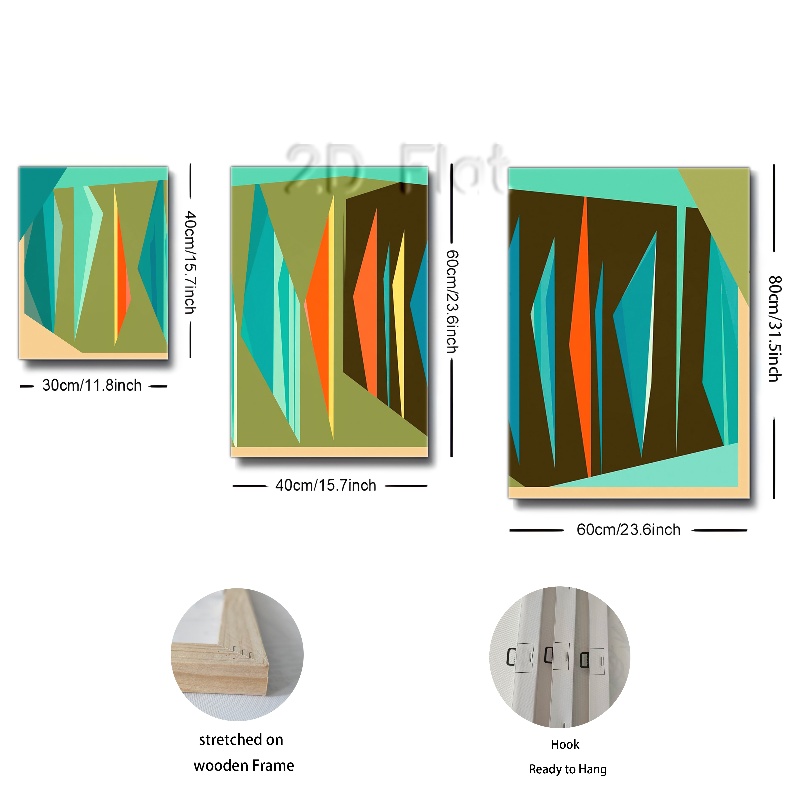 2D Flat
40cm/15.7inch
30cm/11.8inch
60cm/23.6inch
40cm/15.7inch
80cm/31.5inch
60cm/23.6inch
stretched on
wooden Frame
Hook
Ready to Hang